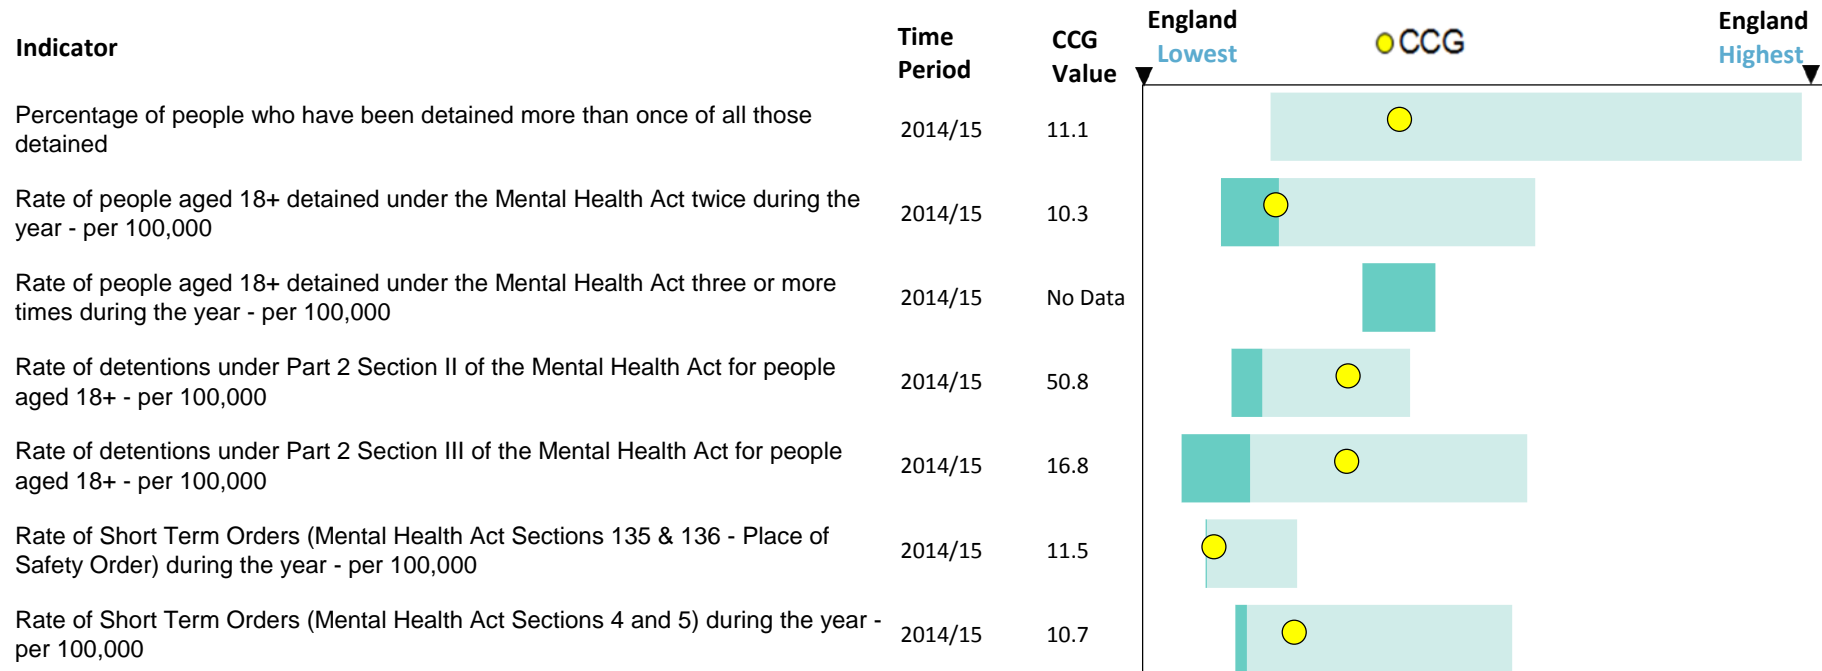 Indicator
Time Period
CCG Value
England Lowest
CCG
England Highest
Percentage of people who have been detained more than once of all those
detained
2014/15
11.1
Rate of people aged 18+ detained under the Mental Health Act twice during the
year - per 100,000
2014/15
10.3
Rate of people aged 18+ detained under the Mental Health Act three or more
times during the year - per 100,000
2014/15
No Data
Rate of detentions under Part 2 Section II of the Mental Health Act for people
aged 18+ - per 100,000
2014/15
50.8
Rate of detentions under Part 2 Section III of the Mental Health Act for people
aged 18+ - per 100,000
2014/15
16.8
Rate of Short Term Orders (Mental Health Act Sections 135 & 136 - Place of
Safety Order) during the year - per 100,000
2014/15
11.5
Rate of Short Term Orders (Mental Health Act Sections 4 and 5) during the year -
per 100,000
2014/15
10.7